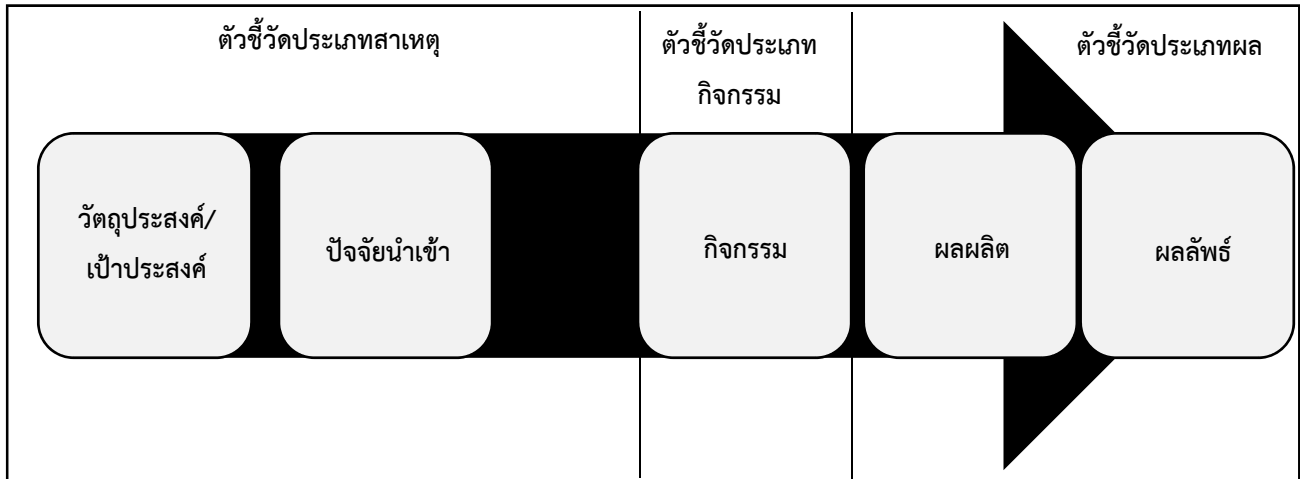 ตัวชี้วัดประเภทสาเหตุ
ตัวชี้วัดประเภท
กิจกรรม
ตัวชี้วัดประเภทผล
วัตถุประสงค์/
เป้าประสงค์
ปัจจัยนำเข้า
กิจกรรม
ผลผลิต
ผลลัพธ์